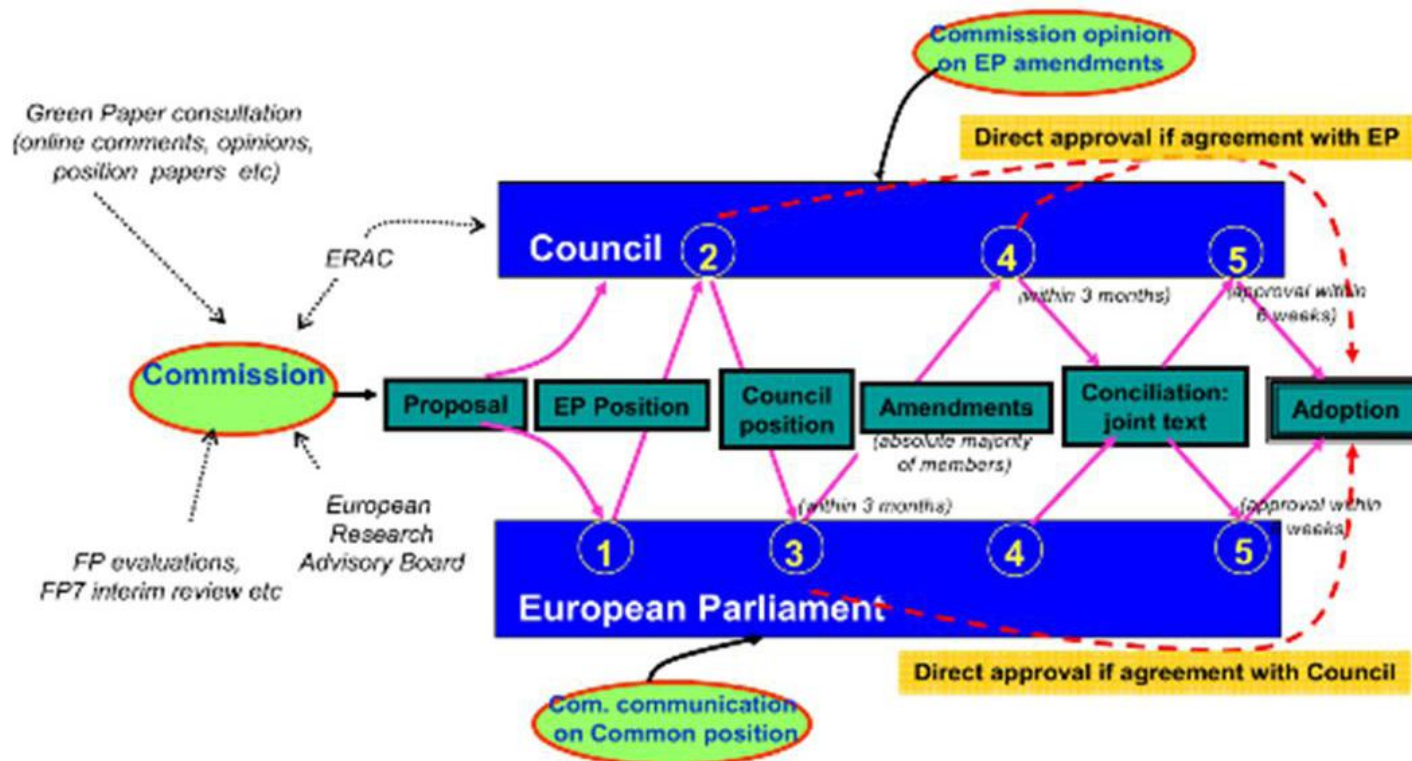 Commission opinion
on EP amendments
Green Paper consultation
(online comments, opinions,
position papers etc)
Direct approval if agreement with EP
ERAC
Council
2
4
5
(within 3 months)
(approval within
6 weeks)
Commission
Proposal
EP Position
Council
position
Amendments
(absolute majority
of members)
Conciliation:
joint text
Adoption
European
Research
Advisory Board
FP evaluations,
FP7 interim review etc
(within 3 months)
(approval within
weeks)
1
3
4
5
European Parliament
Direct approval if agreement with Council
Com. communication
on Common position